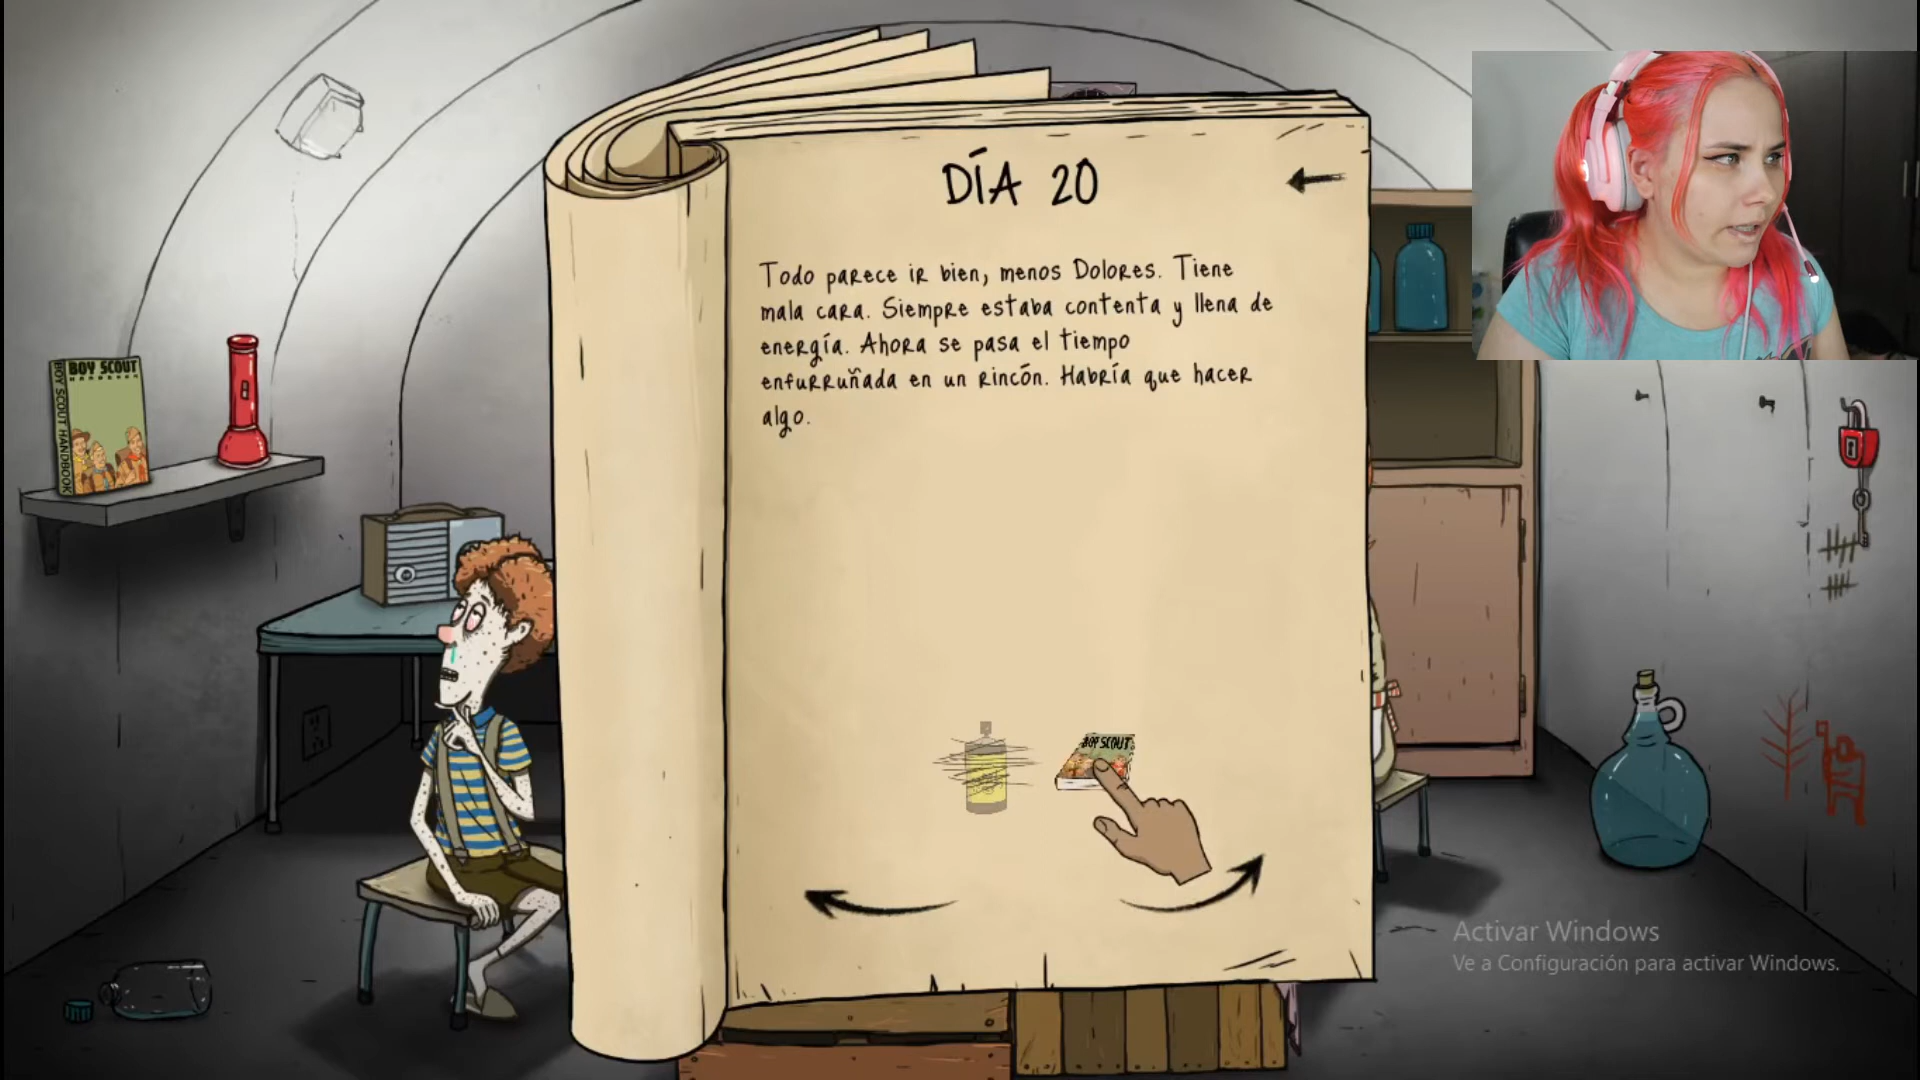 DÍA 20
Todo parece ir bien, menos Dolores. Tiene
mala cara. Siempre estaba contenta y llena de
energía. Ahora se pasa el tiempo
enfurruñada en un rincón. Habría que hacer
algo.
BOY SCOUT
HANDBOOK
BOY SCOUT HANDBOOK
BOY SCOUT
Activar Windows
Ve a Configuración para activar Windows.